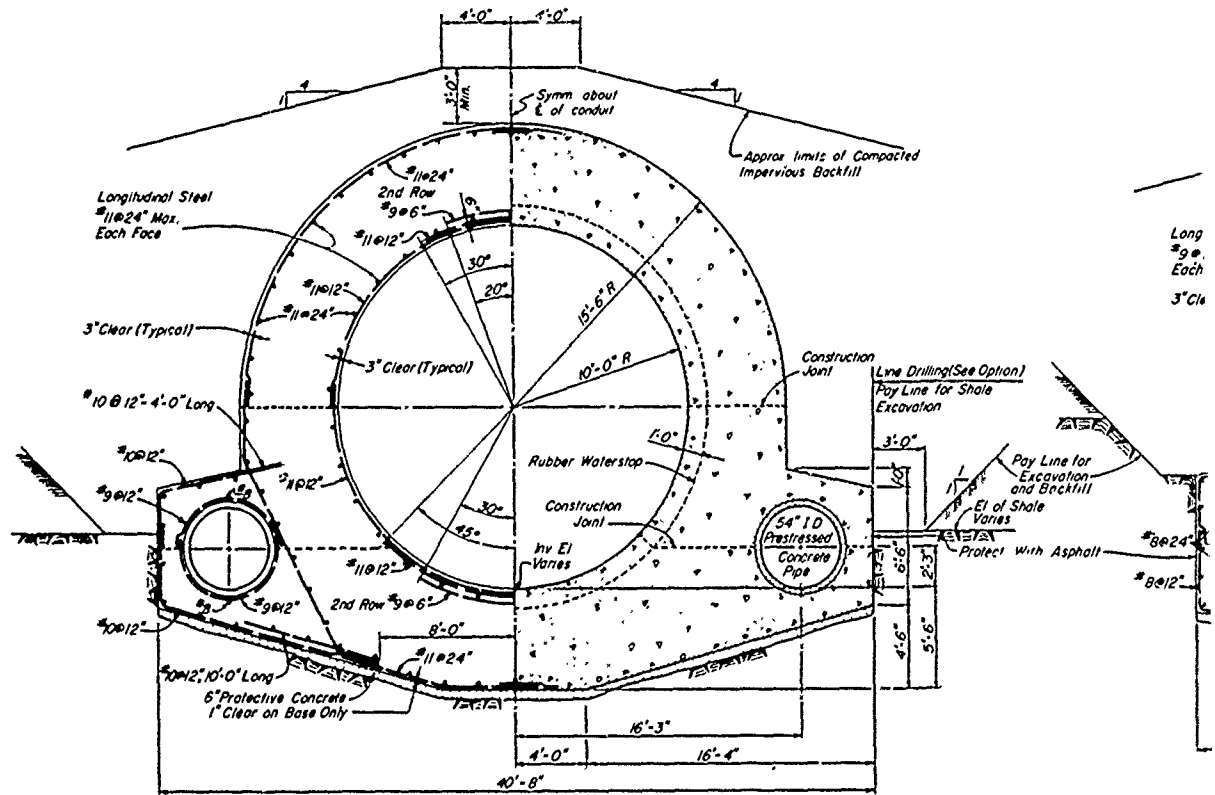 4'-0"
4'-0"
4
1
3'-0"
Min.
Symm about
℄ of conduit
4
1
Approx limits of Compacted
Impervious Backfill
#11@24"
2nd Row
#9@6"
6"
#11@12"
Longitudinal Steel
#11@24" Max.
Each Face
30°
20°
15'-6" R
10'-0" R
#11@12"
#11@24"
3" Clear (Typical)
3" Clear (Typical)
Construction
Joint
Line Drilling (See Option)
Pay Line for Shale
Excavation
Long
#9@
Each
3" Cl
#10@12"-4'-0" Long
#10@12"
#9@12"
#8
#11@12"
1'-0"
Rubber Waterstop
3'-0"
Pay Line for
Excavation
and Backfill
1
El of Shale
Varies
Protect With Asphalt
#8@24"
#8@12"
30°
45°
Construction
Joint
54" I D
Prestressed
Concrete
Pipe
Inv El
Varies
6'-6"
2'-3"
4'-6"
5'-6"
#11@12"
2nd Row #9@6"
#8
#9@12"
#10@12"
8'-0"
#11@24"
#10@12", 10'-0" Long
6" Protective Concrete
1" Clear on Base Only
16'-3"
4'-0"
16'-4"
40'-8"